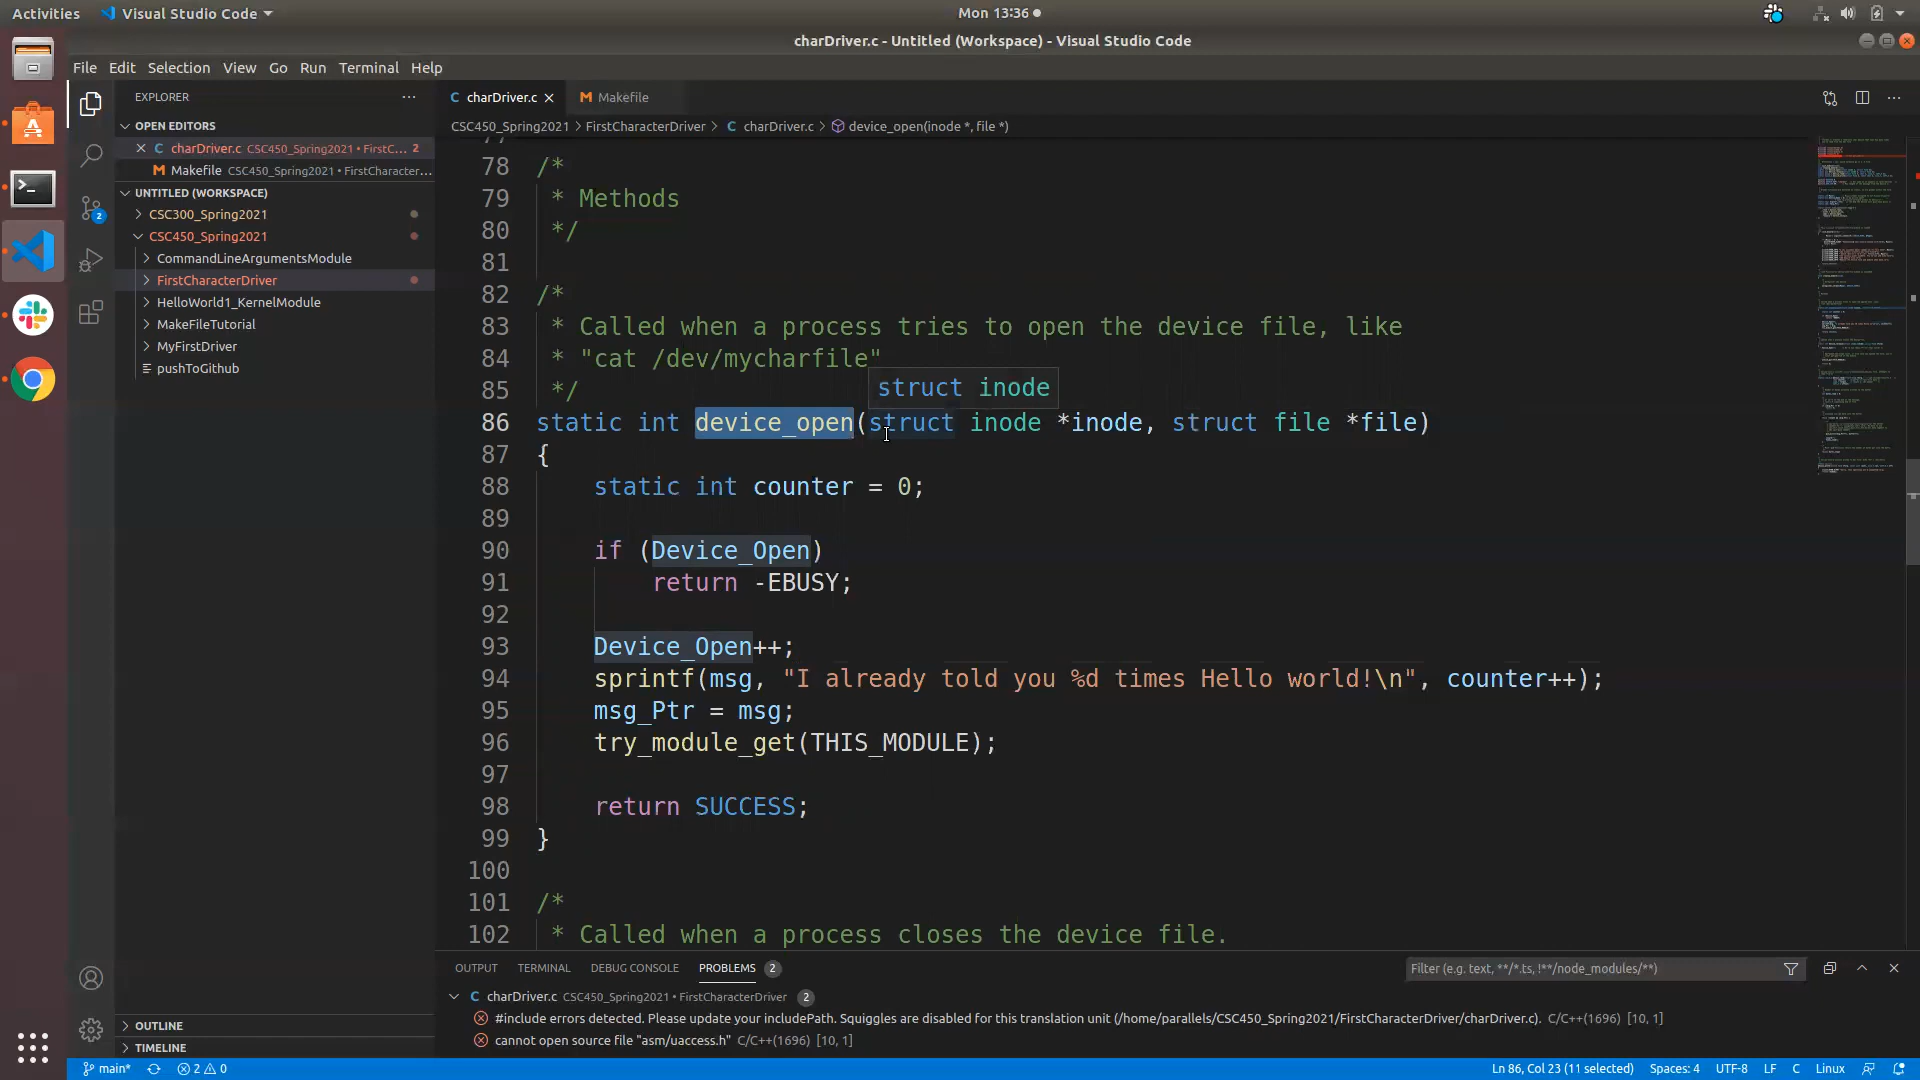 Activities
Visual Studio Code
Mon 13:36
charDriver.c - Untitled (Workspace) - Visual Studio Code
File Edit Selection View Go Run Terminal Help
EXPLORER
OPEN EDITORS
charDriver.c CSC450_Spring2021 • FirstC... 2
Makefile CSC450_Spring2021 • FirstCharacter...
UNTITLED (WORKSPACE)
CSC300_Spring2021
CSC450_Spring2021
CommandLineArgumentsModule
FirstCharacterDriver
HelloWorld1_KernelModule
MakeFileTutorial
MyFirstDriver
pushToGithub
OUTLINE
TIMELINE
2
C charDriver.c
M Makefile
CSC450_Spring2021 > FirstCharacterDriver > C charDriver.c > device_open(inode *, file *)
78 /*
79 * Methods
80 */
81
82 /*
83 * Called when a process tries to open the device file, like
84 * "cat /dev/mycharfile"
85 */
struct inode
86 static int device_open(struct inode *inode, struct file *file)
87 {
88 static int counter = 0;
89
90 if (Device_Open)
91 return -EBUSY;
92
93 Device_Open++;
94 sprintf(msg, "I already told you %d times Hello world!\n", counter++);
95 msg_Ptr = msg;
96 try_module_get(THIS_MODULE);
97
98 return SUCCESS;
99 }
100
101 /*
102 * Called when a process closes the device file.
OUTPUT TERMINAL DEBUG CONSOLE PROBLEMS 2
Filter (e.g. text, **/*.ts, !**/node_modules/**)
C charDriver.c CSC450_Spring2021 • FirstCharacterDriver 2
#include errors detected. Please update your includePath. Squiggles are disabled for this translation unit (/home/parallels/CSC450_Spring2021/FirstCharacterDriver/charDriver.c). C/C++(1696) [10, 1]
cannot open source file "asm/uaccess.h" C/C++(1696) [10, 1]
main* 2 0
Ln 86, Col 23 (11 selected) Spaces: 4 UTF-8 LF C Linux